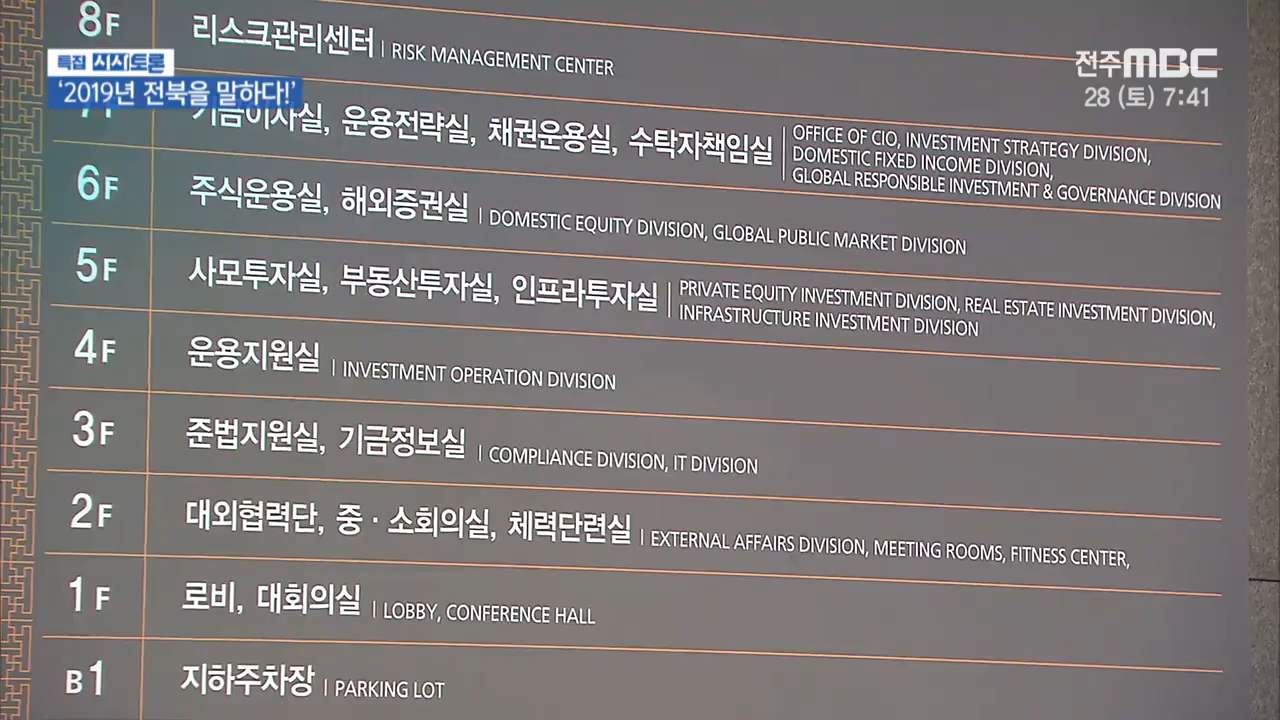 8F 리스크관리센터 | RISK MANAGEMENT CENTER
특집 시사토론
'2019년 전북을 말하다!'
전주MBC
28 (토) 7:41
기금이사실, 운용전략실, 채권운용실, 수탁자책임실 | OFFICE OF CIO, INVESTMENT STRATEGY DIVISION,
DOMESTIC FIXED INCOME DIVISION,
GLOBAL RESPONSIBLE INVESTMENT & GOVERNANCE DIVISION
6F 주식운용실, 해외증권실 | DOMESTIC EQUITY DIVISION, GLOBAL PUBLIC MARKET DIVISION
5F 사모투자실, 부동산투자실, 인프라투자실 | PRIVATE EQUITY INVESTMENT DIVISION, REAL ESTATE INVESTMENT DIVISION,
INFRASTRUCTURE INVESTMENT DIVISION
4F 운용지원실 | INVESTMENT OPERATION DIVISION
3F 준법지원실, 기금정보실 | COMPLIANCE DIVISION, IT DIVISION
2F 대외협력단, 중·소회의실, 체력단련실 | EXTERNAL AFFAIRS DIVISION, MEETING ROOMS, FITNESS CENTER,
1F 로비, 대회의실 | LOBBY, CONFERENCE HALL
B1 지하주차장 | PARKING LOT